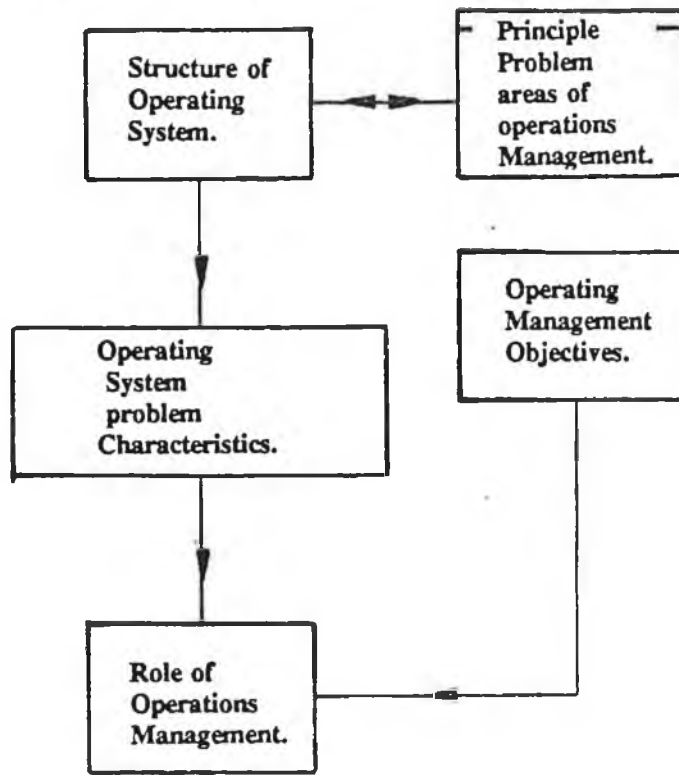 Structure of
Operating
System.
Principle
Problem
areas of
operations
Management.
Operating
Management
Objectives.
Operating
System
problem
Characteristics.
Role of
Operations
Management.